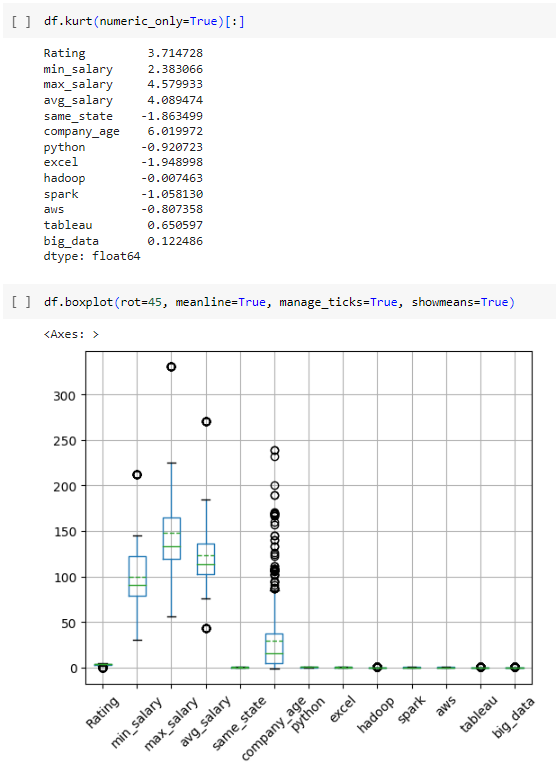 [ ] df.kurt(numeric_only=True)[:]
Rating 3.714728
min_salary 2.383066
max_salary 4.579933
avg_salary 4.089474
same_state -1.863499
company_age 6.019972
python -0.920723
excel -1.948998
hadoop -0.007463
spark -1.058130
aws -0.807358
tableau 0.650597
big_data 0.122486
dtype: float64
[ ] df.boxplot(rot=45, meanline=True, manage_ticks=True, showmeans=True)
<Axes: >
300
250
200
150
100
50
0
Rating
min_salary
max_salary
avg_salary
same_state
company_age
python
excel
hadoop
spark
aws
tableau
big_data